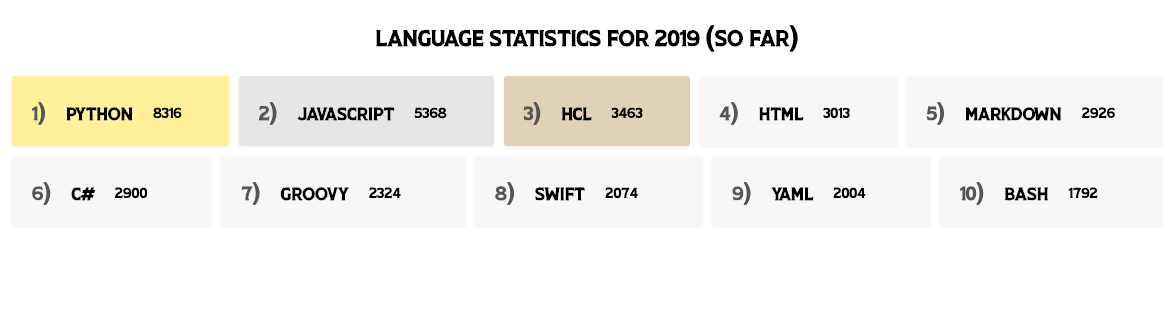 LANGUAGE STATISTICS FOR 2019 (SO FAR)
1) PYTHON 8316 2) JAVASCRIPT 5368 3) HCL 3463 4) HTML 3013 5) MARKDOWN 2926
6) C# 2900 7) GROOVY 2324 8) SWIFT 2074 9) YAML 2004 10) BASH 1792